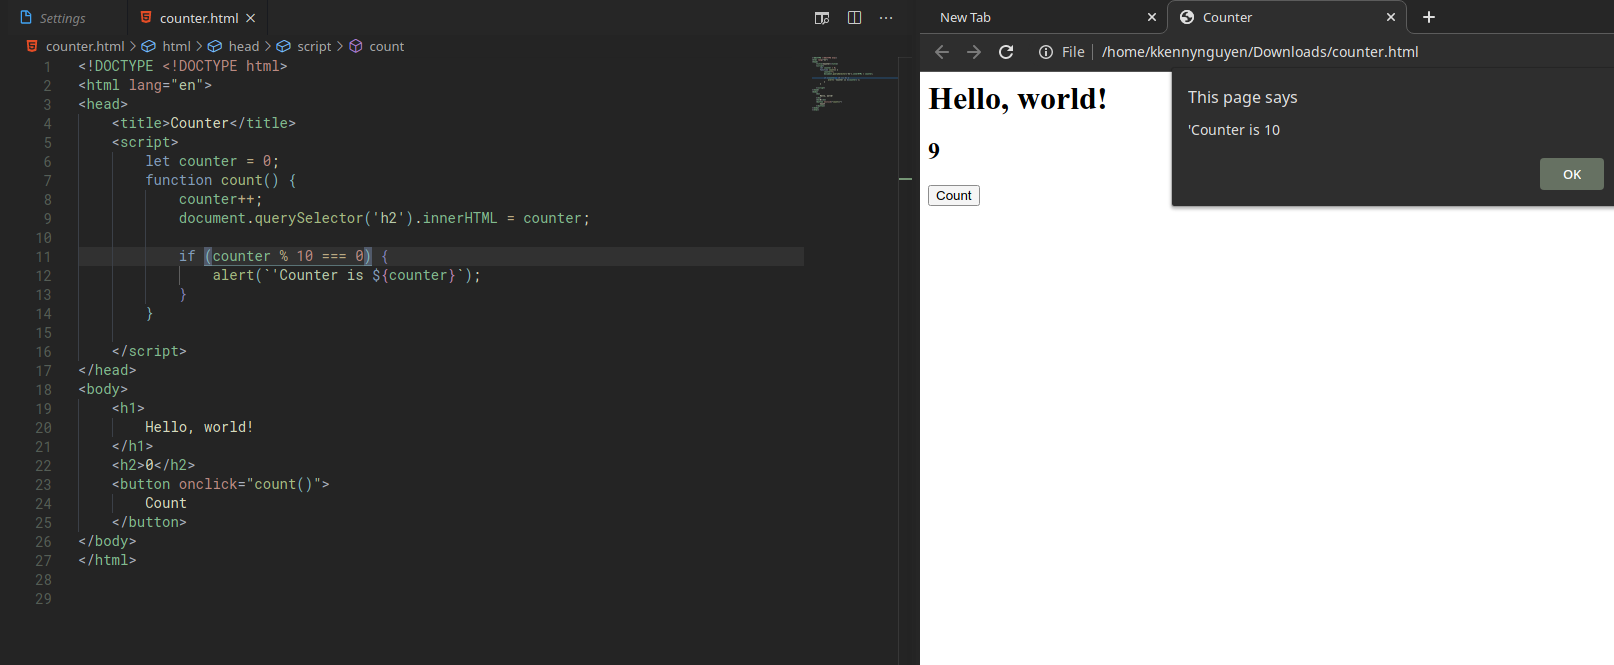 Settings
counter.html
counter.html > html > head > script > count
1 <!DOCTYPE <!DOCTYPE html>
2 <html lang="en">
3 <head>
4 <title>Counter</title>
5 <script>
6 let counter = 0;
7 function count() {
8 counter++;
9 document.querySelector('h2').innerHTML = counter;
10
11 if (counter % 10 === 0) {
12 alert(`'Counter is ${counter}`);
13 }
14 }
15
16 </script>
17 </head>
18 <body>
19 <h1>
20 Hello, world!
21 </h1>
22 <h2>0</h2>
23 <button onclick="count()">
24 Count
25 </button>
26 </body>
27 </html>
28
29
New Tab
Counter
File | /home/kkennynguyen/Downloads/counter.html
Hello, world!
9
Count
This page says
'Counter is 10
OK